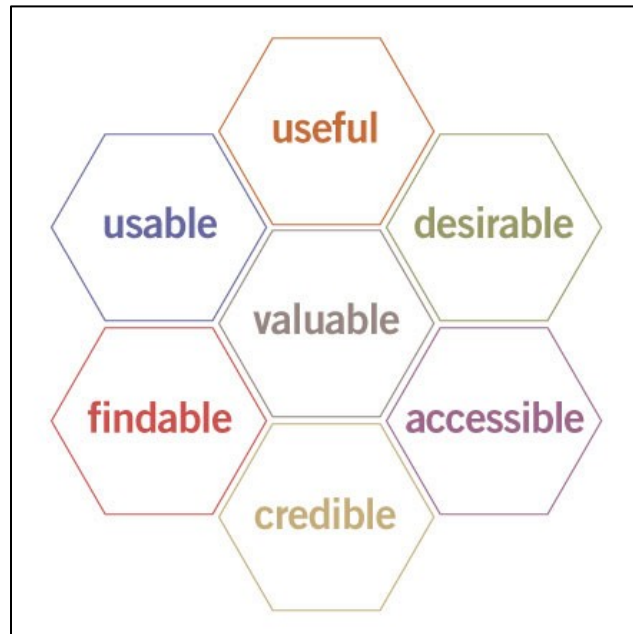 useful
usable
desirable
valuable
findable
accessible
credible